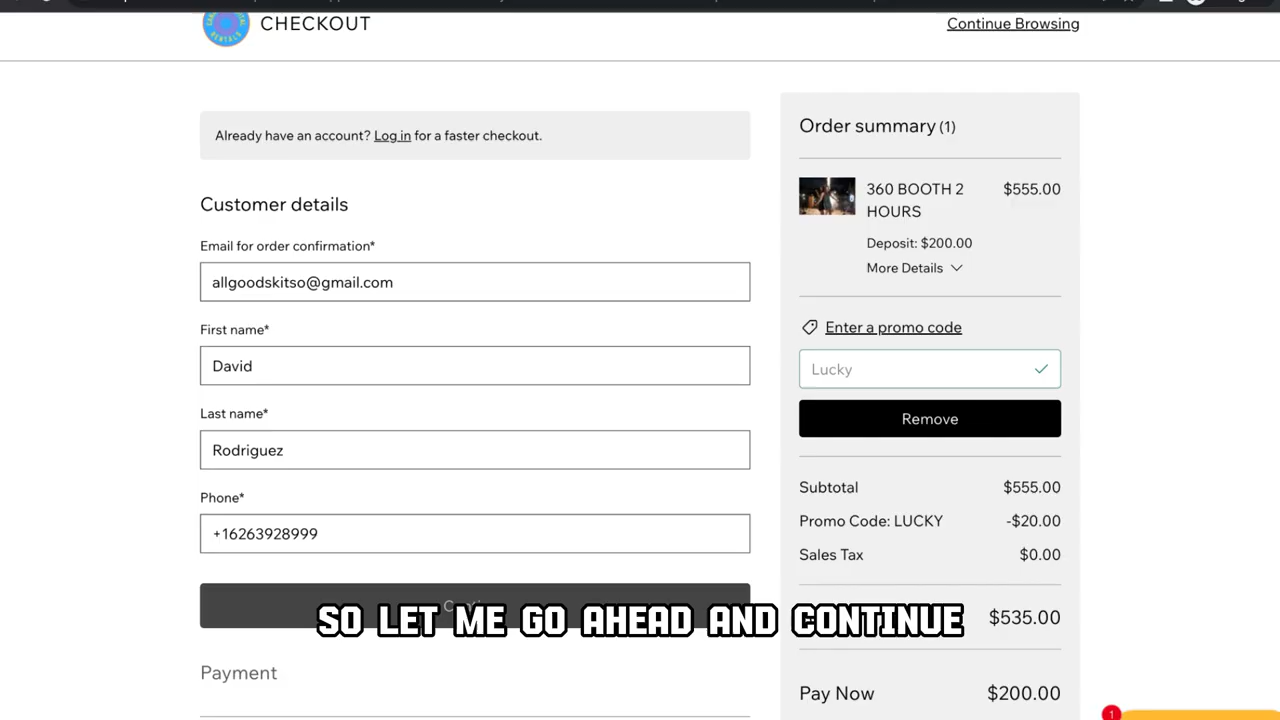 CHECKOUT
Continue Browsing
Already have an account? Log in for a faster checkout.
Customer details
Email for order confirmation*
allgoodskitso@gmail.com
First name*
David
Last name*
Rodriguez
Phone*
+16263928999
SO LET ME GO AHEAD AND CONTINUE
Payment
Order summary (1)
360 BOOTH 2 $555.00
HOURS
Deposit: $200.00
More Details
Enter a promo code
Lucky
Remove
Subtotal $555.00
Promo Code: LUCKY -$20.00
Sales Tax $0.00
$535.00
Pay Now $200.00
1